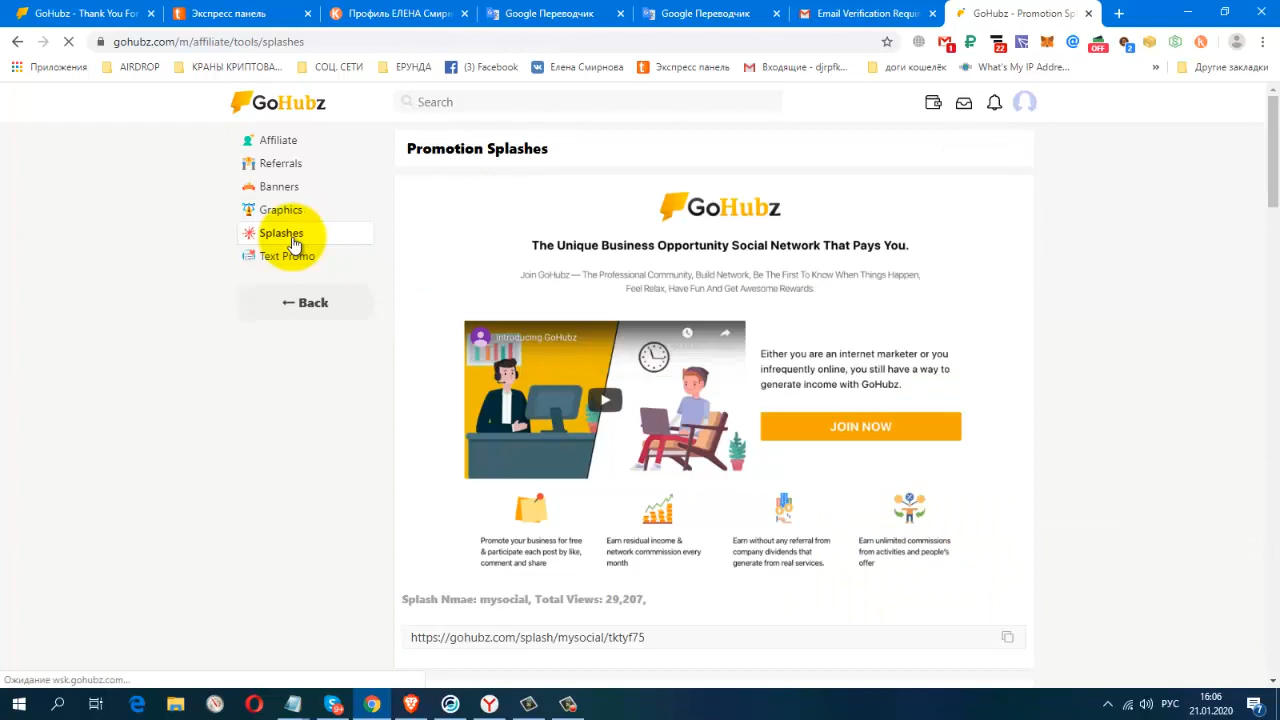 GoHubz - Thank You For
Экспресс панель
Профиль ЕЛЕНА Смирн
Google Переводчик
Google Переводчик
Email Verification Requi
GoHubz - Promotion Sp
gohubz.com/m/affiliate/tools/splashes
1
22
OFF
2
Приложения
AIRDROP
КРАНЫ КРИПТОВА...
СОЦ. СЕТИ
ЕРУНДА
(3) Facebook
Елена Смирнова
Экспресс панель
Входящие - djrpfk...
доги кошелёк
What's My IP Addre...
»
Другие закладки
GoHubz
Search
Affiliate
Referrals
Banners
Graphics
Splashes
Text Promo
← Back
Promotion Splashes
GoHubz
The Unique Business Opportunity Social Network That Pays You.
Join GoHubz — The Professional Community, Build Network, Be The First To Know When Things Happen,
Feel Relax, Have Fun And Get Awesome Rewards.
Introducing GoHubz
Either you are an internet marketer or you
infrequently online, you still have a way to
generate income with GoHubz.
JOIN NOW
Promote your business for free
& participate each post by like,
comment and share
Earn residual income &
network commmission every
month
Earn without any referral from
company dividends that
generate from real services.
Earn unlimited commissions
from activities and people's
offer
Splash Nmae: mysocial, Total Views: 29,207,
https://gohubz.com/splash/mysocial/tktyf75
Ожидание wsk.gohubz.com...
РУС
16:06
21.01.2020
2